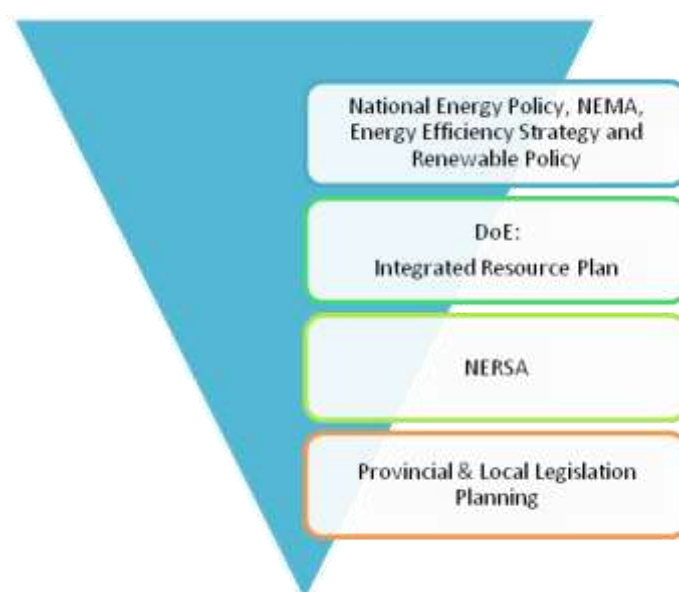 National Energy Policy, NEMA,
Energy Efficiency Strategy and
Renewable Policy
DoE:
Integrated Resource Plan
NERSA
Provincial & Local Legislation
Planning